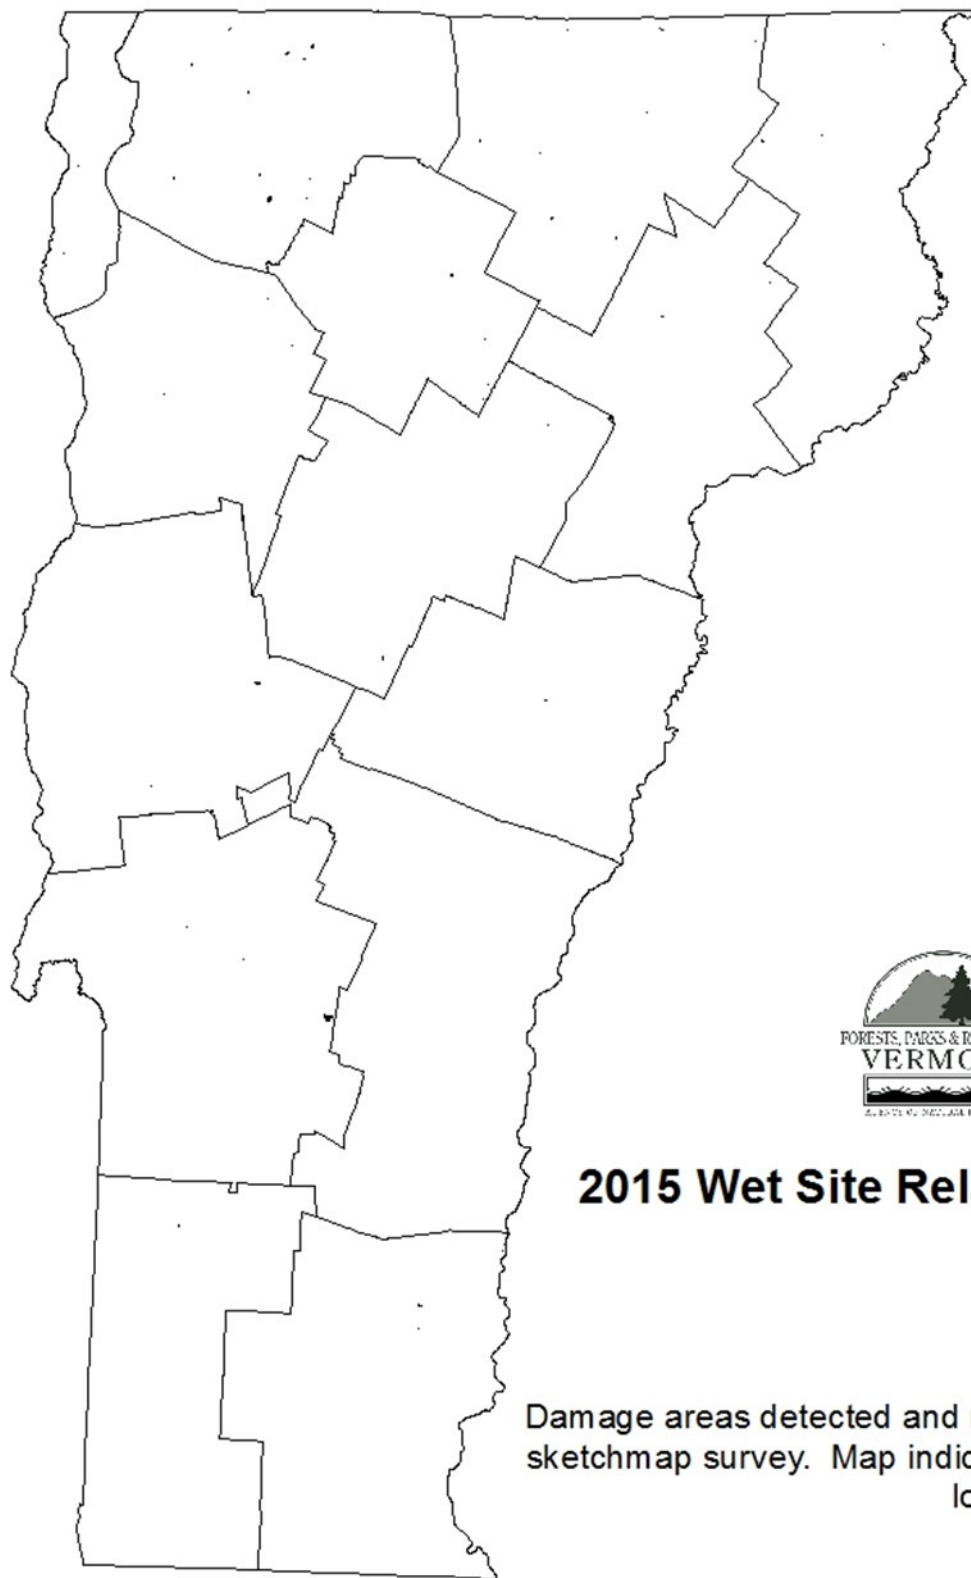 FORESTS, PARKS & R
VERMO
2015 Wet Site Rel
Damage areas detected and
sketchmap survey. Map indic
lo